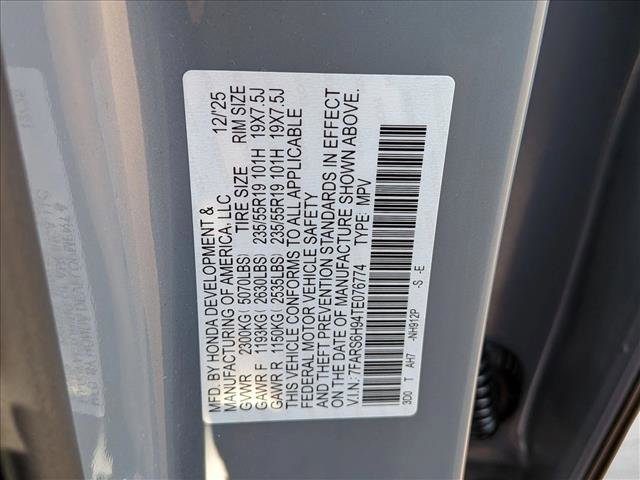 MFD. BY HONDA DEVELOPMENT &
MANUFACTURING OF AMERICA, LLC 12/'25
GVWR 2300KG( 5070LBS) TIRE SIZE RIM SIZE
GAWR F 1193KG( 2630LBS) 235/55R19 101H 19X7.5J
GAWR R 1150KG( 2535LBS) 235/55R19 101H 19X7.5J
THIS VEHICLE CONFORMS TO ALL APPLICABLE
FEDERAL MOTOR VEHICLE SAFETY
AND THEFT PREVENTION STANDARDS IN EFFECT
ON THE DATE OF MANUFACTURE SHOWN ABOVE.
V.I.N.: 7FARS6H94TE076774 TYPE: MPV
3D0 T AH7 -NH912P -S -E